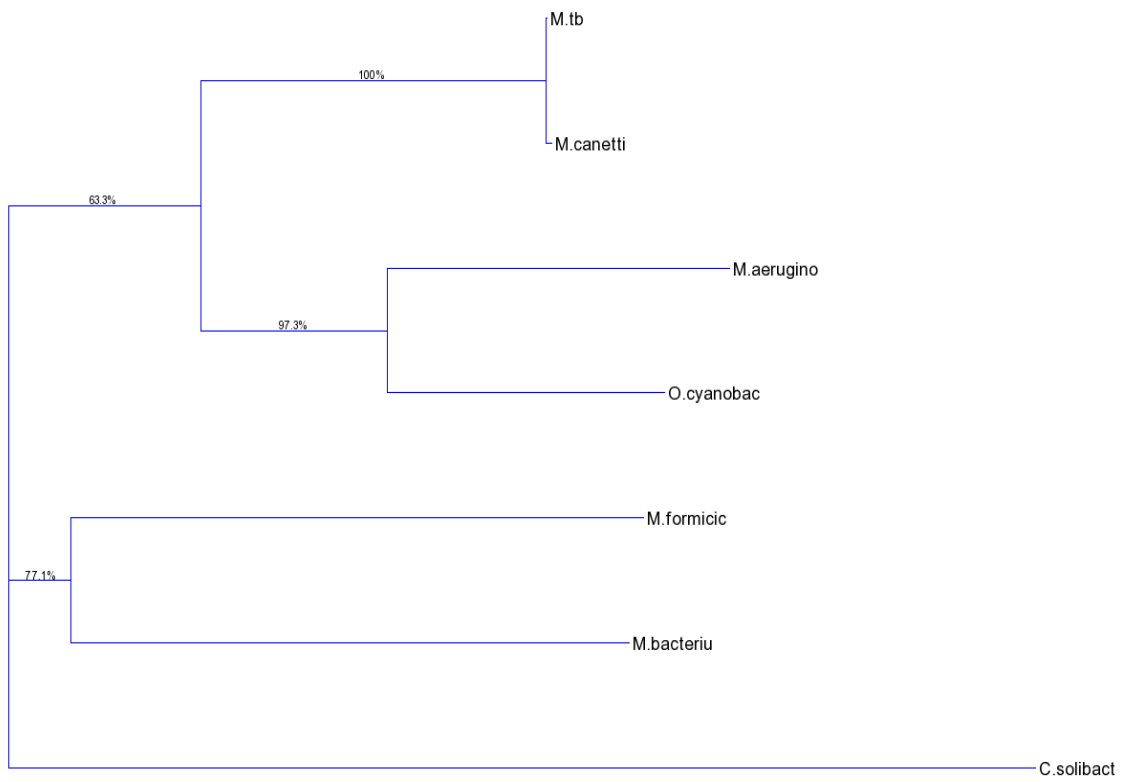 M.tb
100%
M.canetti
63.3%
M.aerugino
97.3%
O.cyanobac
M.formicic
77.1%
M.bacteriu
C.solibact